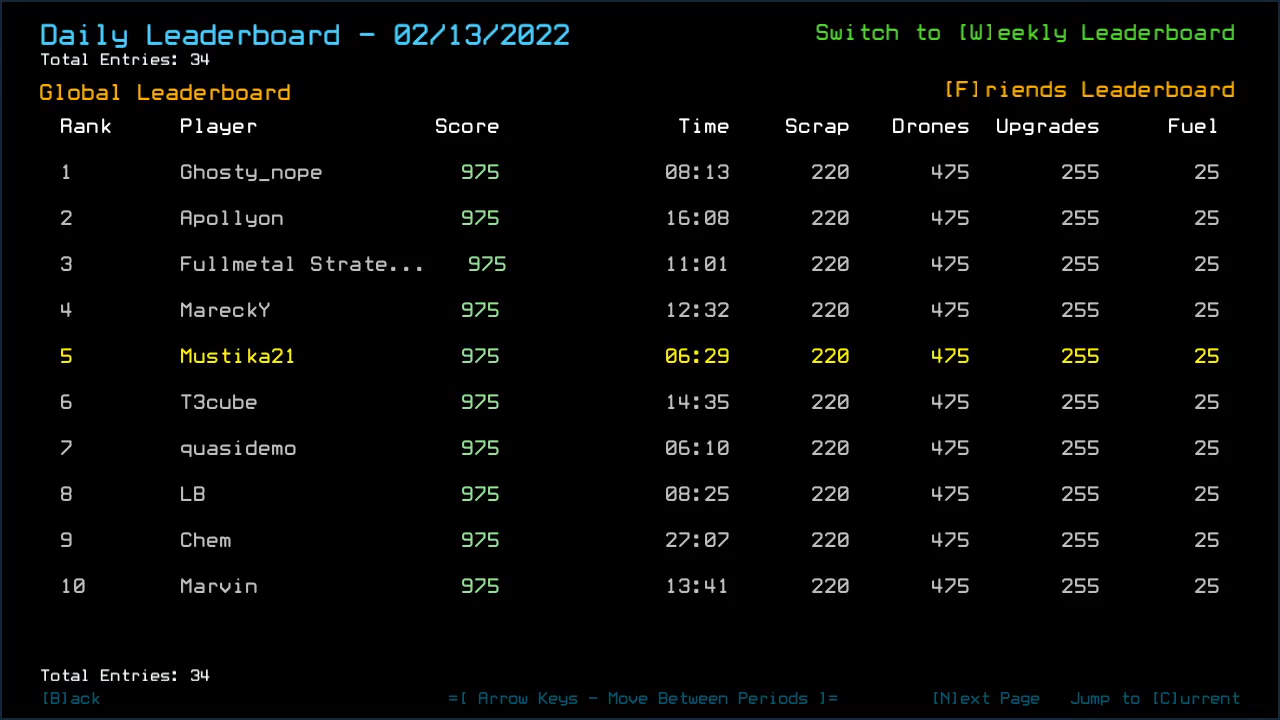 Daily Leaderboard - 02/13/2022 Switch to [W]eekly Leaderboard
Total Entries: 34
Global Leaderboard [F]riends Leaderboard
Rank Player Score Time Scrap Drones Upgrades Fuel
1 Ghosty_nope 975 08:13 220 475 255 25
2 Apollyon 975 16:08 220 475 255 25
3 Fullmetal Strate... 975 11:01 220 475 255 25
4 MareckY 975 12:32 220 475 255 25
5 Mustika21 975 06:29 220 475 255 25
6 T3cube 975 14:35 220 475 255 25
7 quasidemo 975 06:10 220 475 255 25
8 LB 975 08:25 220 475 255 25
9 Chem 975 27:07 220 475 255 25
10 Marvin 975 13:41 220 475 255 25
Total Entries: 34
[B]ack =[ Arrow Keys - Move Between Periods ]= [N]ext Page Jump to [C]urrent